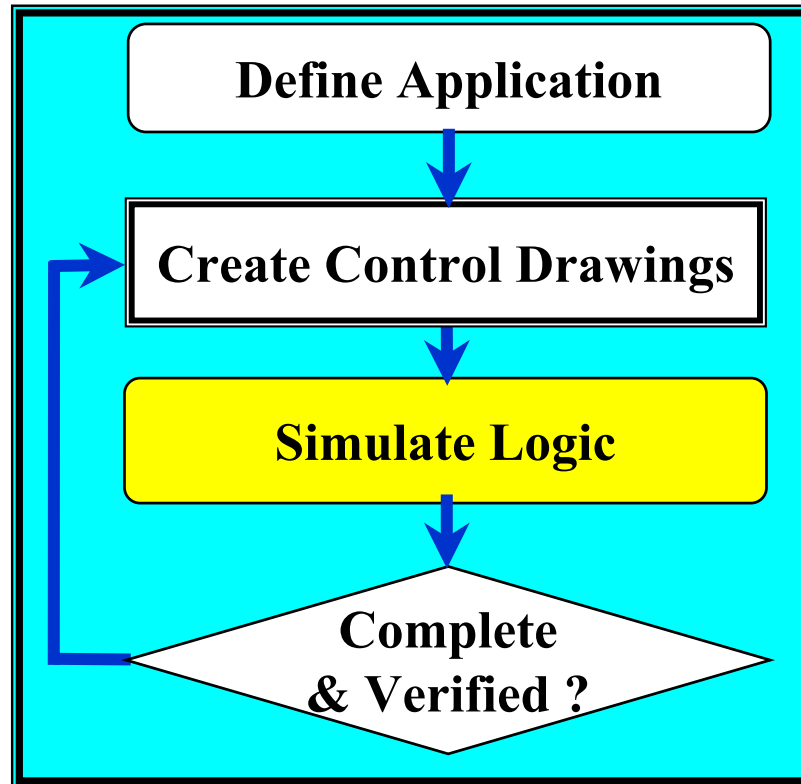 Define Application
Create Control Drawings
Simulate Logic
Complete
& Verified ?